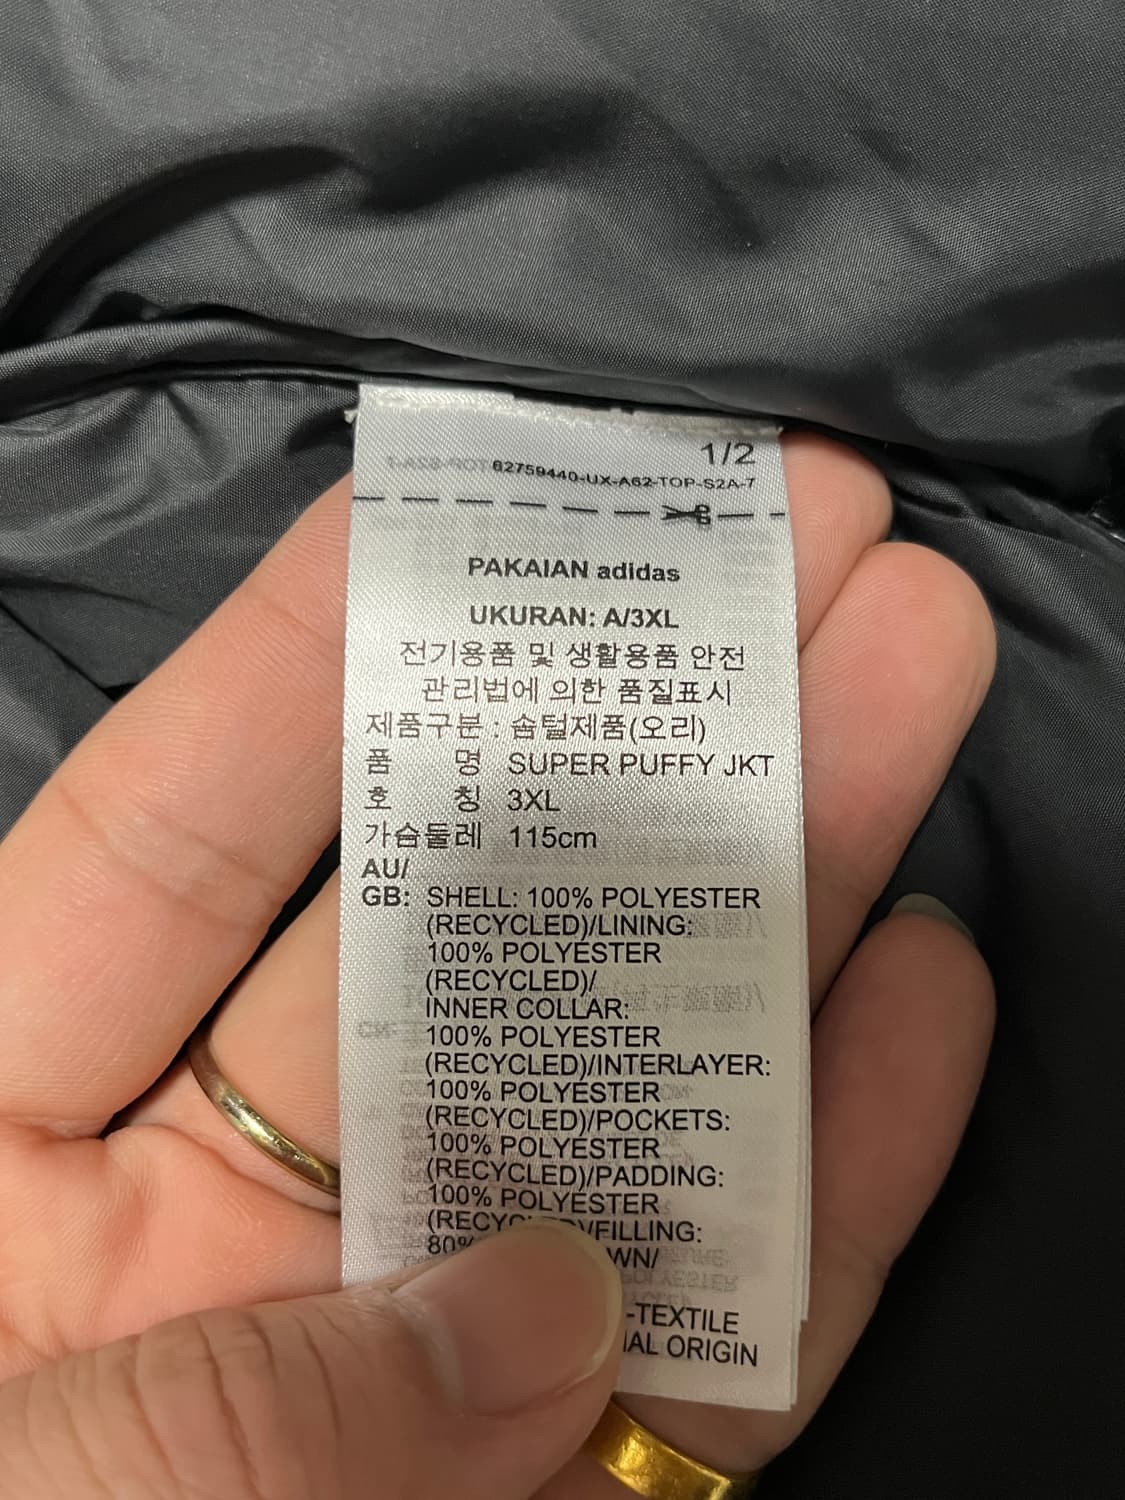 1/2
62759440-UX-A62-TOP-S2A-7
PAKAIAN adidas
UKURAN: A/3XL
전기용품 및 생활용품 안전
관리법에 의한 품질표시
제품구분 : 솜털제품(오리)
품 명 SUPER PUFFY JKT
호 칭 3XL
가슴둘레 115cm
AU/
GB: SHELL: 100% POLYESTER
(RECYCLED)/LINING:
100% POLYESTER
(RECYCLED)/
INNER COLLAR:
100% POLYESTER
(RECYCLED)/INTERLAYER:
100% POLYESTER
(RECYCLED)/POCKETS:
100% POLYESTER
(RECYCLED)/PADDING:
100% POLYESTER
/FILLING:
80%
-TEXTILE
ORIGIN